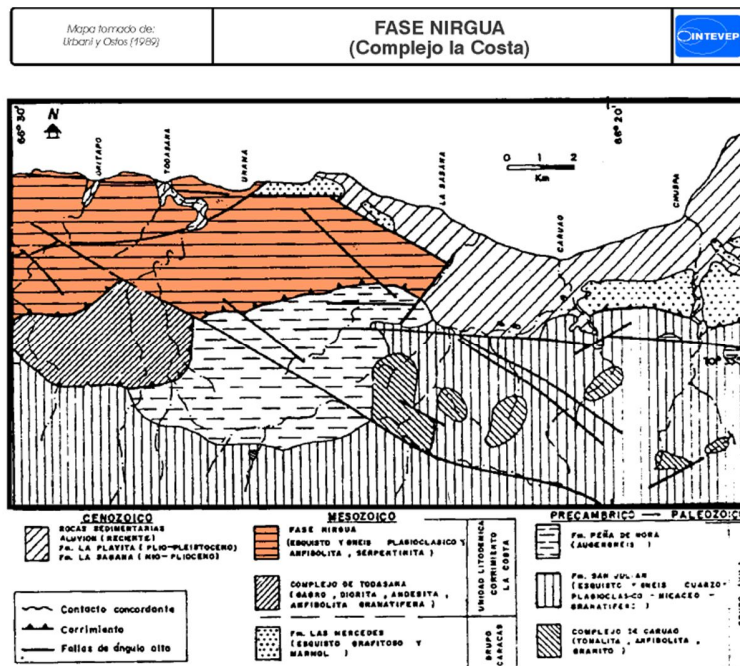 Mapa tomado de:
Urbani y Ostos (1989)
FASE NIRGUA
(Complejo la Costa)
INTEVEP
66° 30'
N
ORITAPO
TODASANA
URAMA
LA SABANA
CARUAO
66° 20'
CHUSPA
0 1 2
Km
CENOZOICO
ROCAS SEDIMENTARIAS
ALUVION (RECIENTE)
Fm. LA PLAYITA (PLIO-PLEISTOCENO)
Fm. LA SABANA (MIO-PLIOCENO)
Contacto concordante
Corrimiento
Fallas de ángulo alto
MESOZOICO
FASE NIRGUA
(ESQUISTO Y GNEIS PLAGIOCLASICO Y
ANFIBOLITA, SERPENTINITA)
COMPLEJO DE TODASANA
(GABRO, DIORITA, ANDESITA,
ANFIBOLITA GRANATIFERA)
Fm. LAS MERCEDES
(ESQUISTO GRAFITOSO Y
MARMOL)
UNIDAD LITODEMICA
CORRIMIENTO
LA COSTA
GRUPO
CARACAS
PRECAMBRICO → PALEOZOICO
Fm. PEÑA DE MORA
(AUGENGNEIS)
Fm. SAN JULIAN
(ESQUISTO Y GNEIS CUARZO-
PLAGIOCLASICO-MICACEO-
GRANATIFERO)
COMPLEJO DE CARUAO
(TONALITA, ANFIBOLITA,
GRANITO)